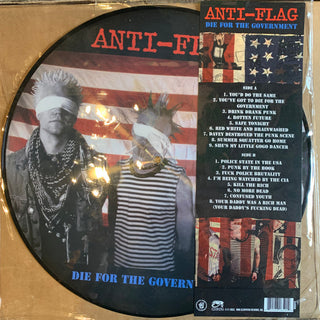 ANTI-FL
DIE FOR THE GOVERN
ANTI-FLAG
DIE FOR THE GOVERNMENT
SIDE A
1. YOU'D DO THE SAME
2. YOU'VE GOT TO DIE FOR THE
GOVERNMENT
3. DRINK DRANK PUNK
4. ROTTEN FUTURE
5. SAFE TONIGHT
6. RED WHITE AND BRAINWASHED
7. DAVEY DESTROYED THE PUNK SCENE
8. SUMMER SQUATTER GO HOME
9. SHE'S MY LITTLE GOOD DANCER
SIDE B
1. POLICE STATE IN THE USA
2. PUNK BY THE BOOK
3. FUCK POLICE BRUTALITY
4. I'M BEING WATCHED BY THE CIA
5. KILL THE RICH
6. NO MORE DEAD
7. CONFUSED YOUTH
8. YOUR DADDY WAS A RICH MAN
(YOUR DADDY'S FUCKING DEAD)